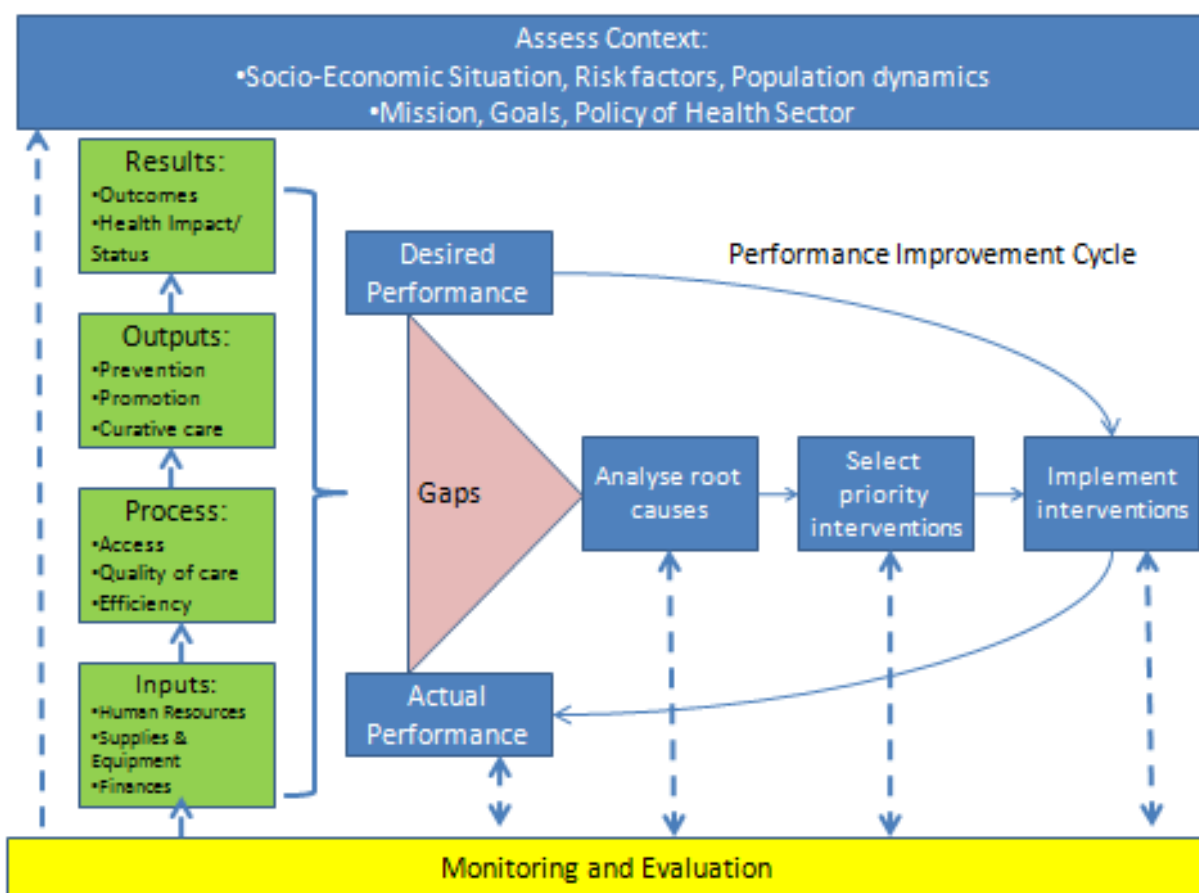 Assess Context:
•Socio-Economic Situation, Risk factors, Population dynamics
•Mission, Goals, Policy of Health Sector
Results:
•Outcomes
•Health Impact/
Status
Outputs:
•Prevention
•Promotion
•Curative care
Process:
•Access
•Quality of care
•Efficiency
Inputs:
•Human Resources
•Supplies &
Equipment
•Finances
Desired
Performance
Performance Improvement Cycle
Gaps
Analyse root
causes
Select
priority
interventions
Implement
interventions
Actual
Performance
Monitoring and Evaluation